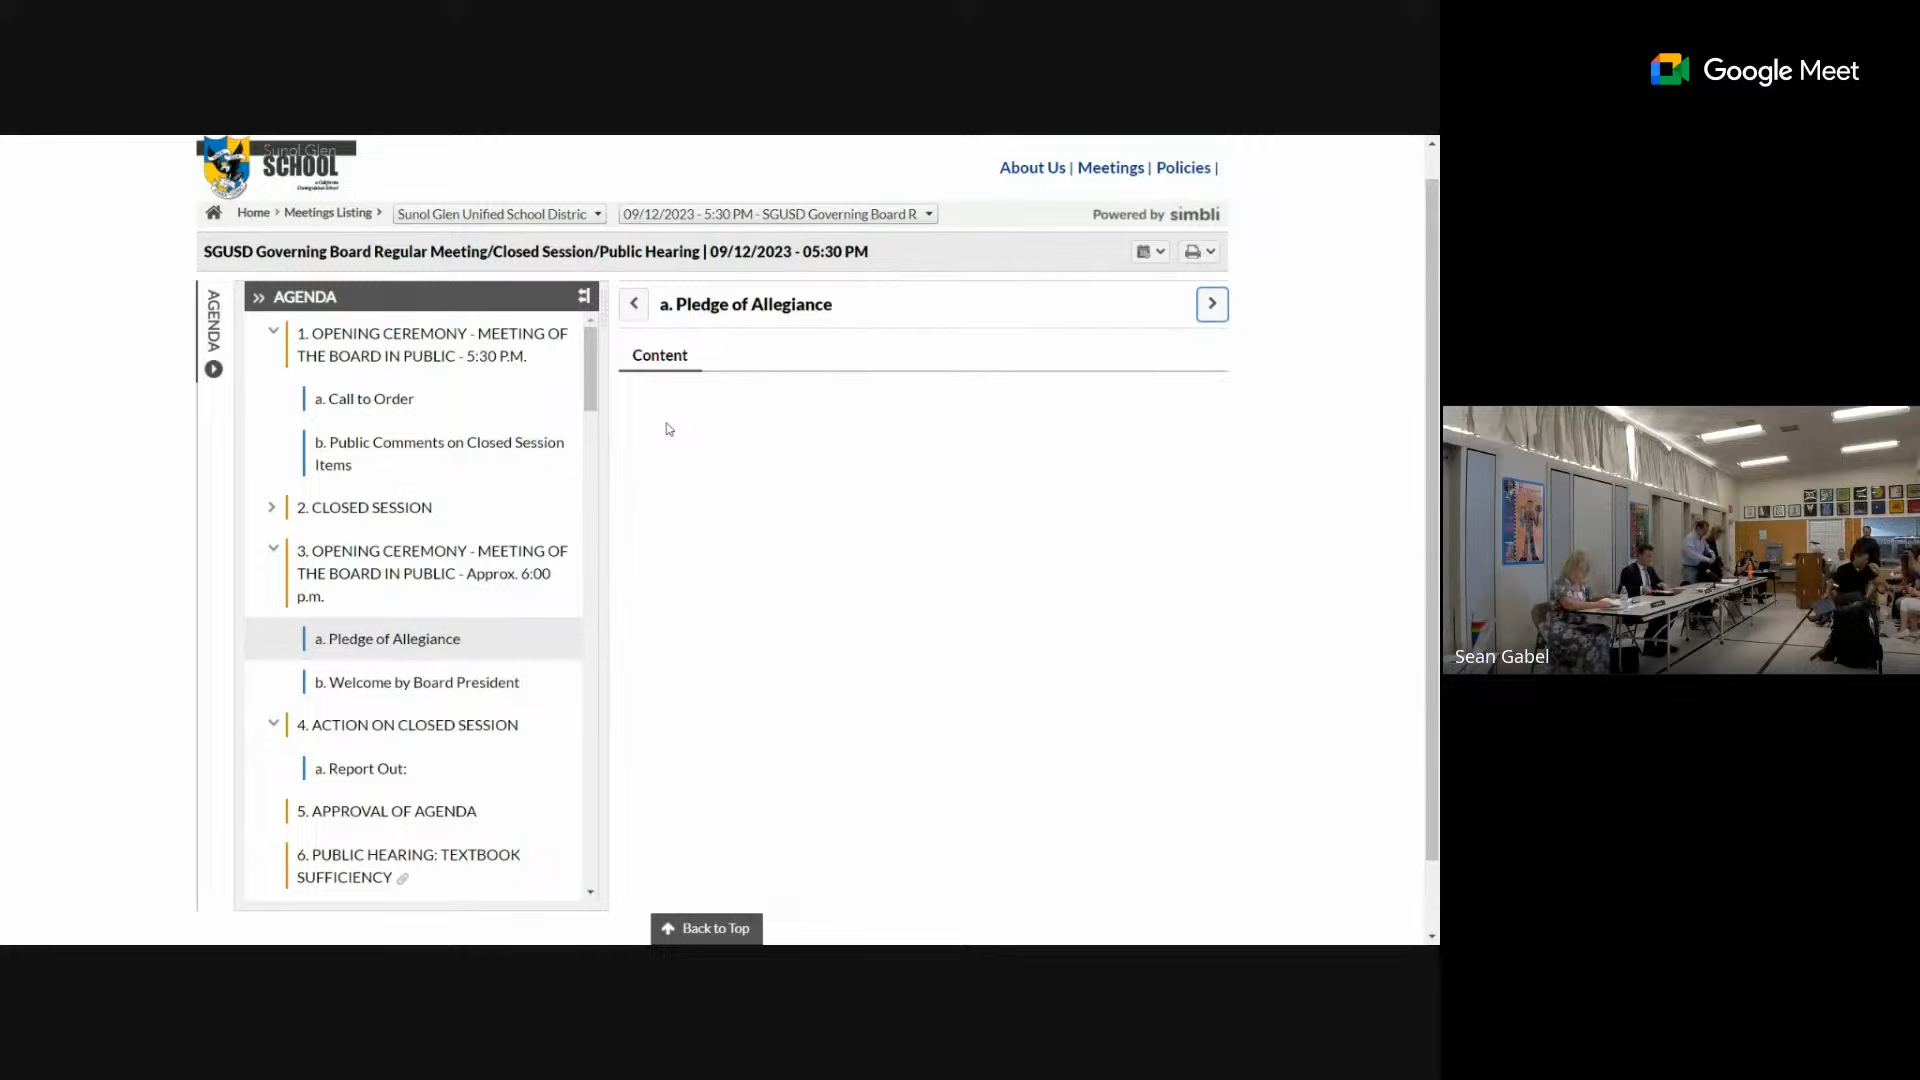 Google Meet
Sunol Glen
SCHOOL
About Us | Meetings | Policies |
Home > Meetings Listing > Sunol Glen Unified School Distric 09/12/2023 - 5:30 PM - SGUSD Governing Board R Powered by simbli
SGUSD Governing Board Regular Meeting/Closed Session/Public Hearing | 09/12/2023 - 05:30 PM
AGENDA
AGENDA
1. OPENING CEREMONY - MEETING OF
THE BOARD IN PUBLIC - 5:30 P.M.
a. Call to Order
b. Public Comments on Closed Session
Items
2. CLOSED SESSION
3. OPENING CEREMONY - MEETING OF
THE BOARD IN PUBLIC - Approx. 6:00
p.m.
a. Pledge of Allegiance
b. Welcome by Board President
4. ACTION ON CLOSED SESSION
a. Report Out:
5. APPROVAL OF AGENDA
6. PUBLIC HEARING: TEXTBOOK
SUFFICIENCY
a. Pledge of Allegiance
Content
Back to Top
Sean Gabel